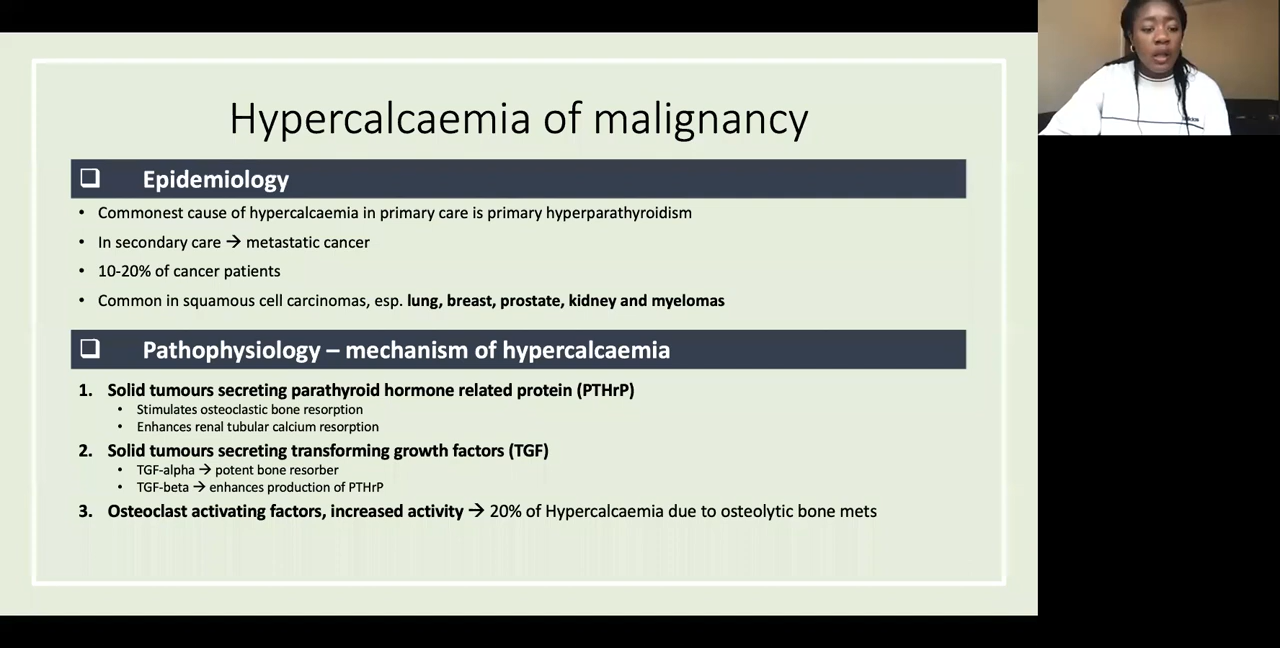 Hypercalcaemia of malignancy
❑ Epidemiology
• Commonest cause of hypercalcaemia in primary care is primary hyperparathyroidism
• In secondary care → metastatic cancer
• 10-20% of cancer patients
• Common in squamous cell carcinomas, esp. lung, breast, prostate, kidney and myelomas
❑ Pathophysiology – mechanism of hypercalcaemia
1. Solid tumours secreting parathyroid hormone related protein (PTHrP)
• Stimulates osteoclastic bone resorption
• Enhances renal tubular calcium resorption
2. Solid tumours secreting transforming growth factors (TGF)
• TGF-alpha → potent bone resorber
• TGF-beta → enhances production of PTHrP
3. Osteoclast activating factors, increased activity → 20% of Hypercalcaemia due to osteolytic bone mets